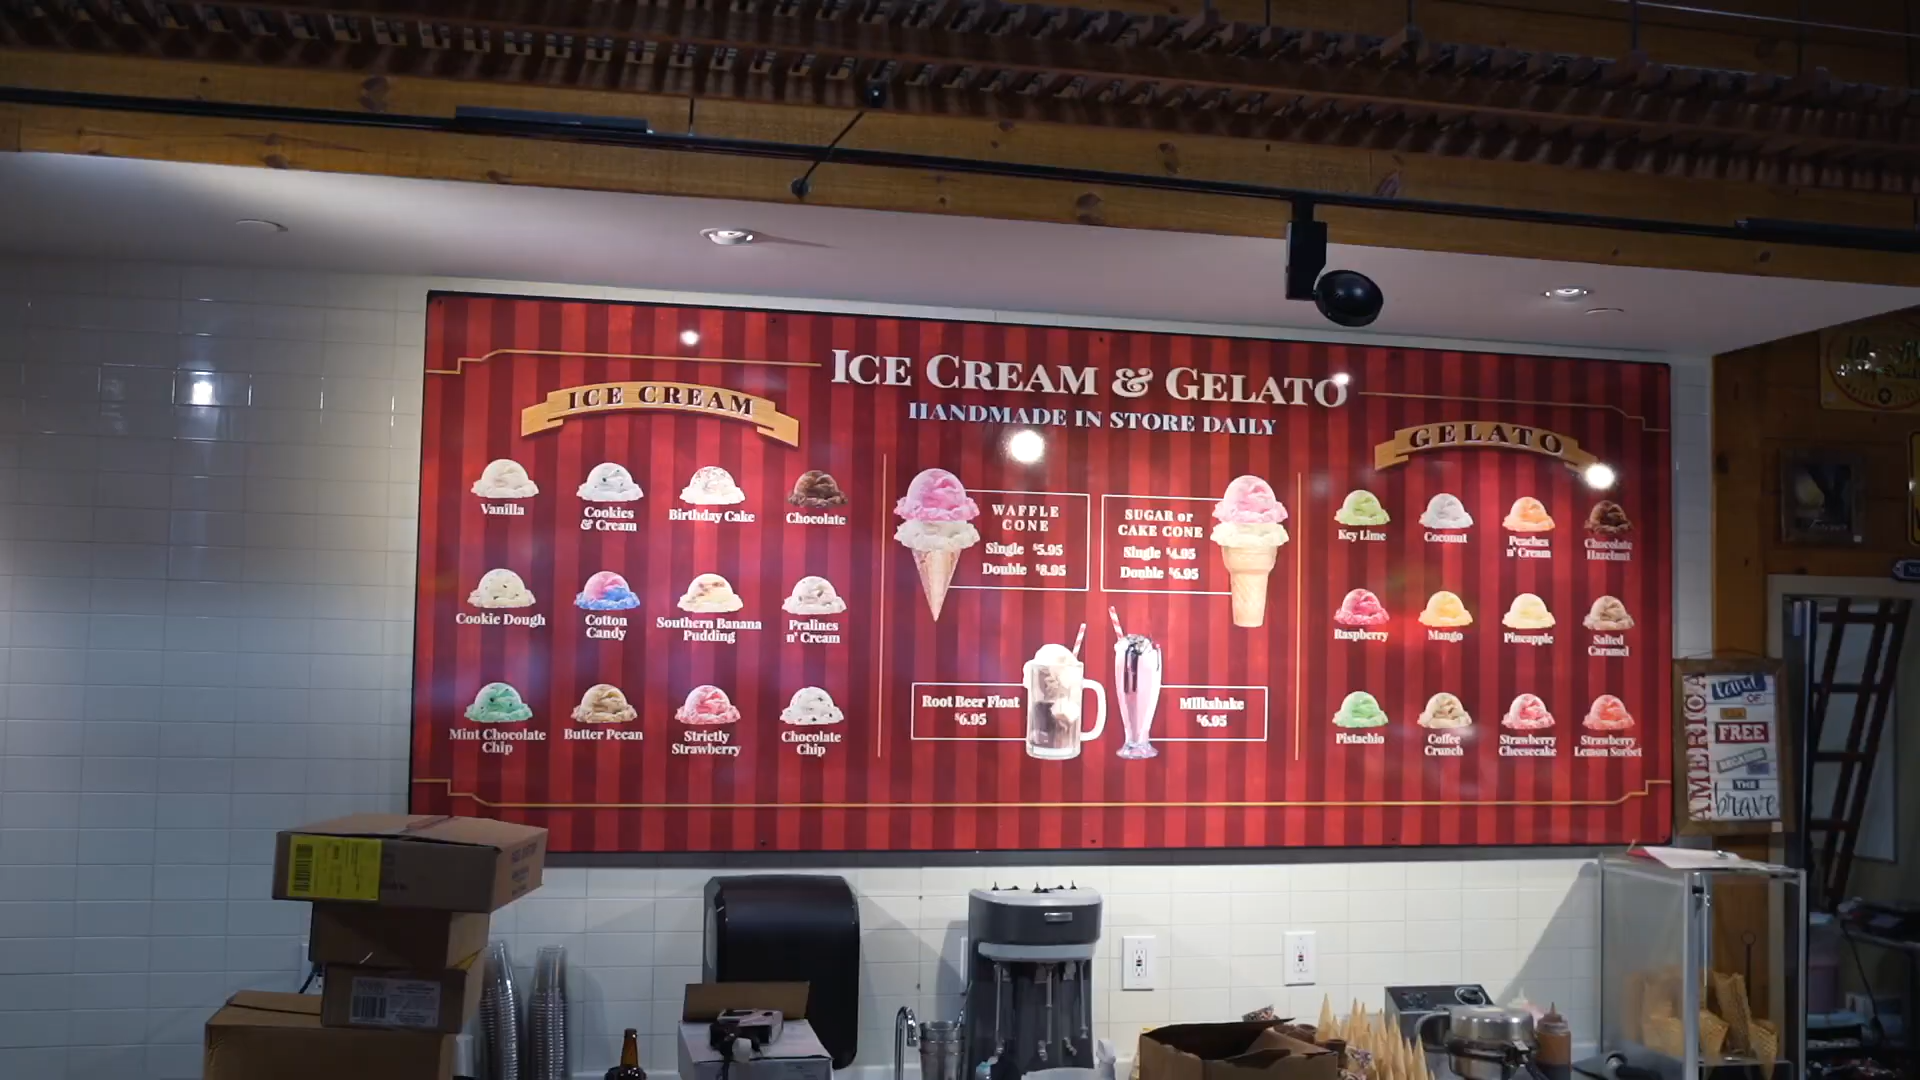 ICE CREAM & GELATO
HANDMADE IN STORE DAILY
ICE CREAM
Vanilla
Cookies
& Cream
Birthday Cake
Chocolate
Cookie Dough
Cotton
Candy
Southern Banana
Pudding
Pralines
n' Cream
Mint Chocolate
Chip
Butter Pecan
Strictly
Strawberry
Chocolate
Chip
WAFFLE
CONE
Single $5.95
Double $8.95
SUGAR or
CAKE CONE
Single $4.95
Double $6.95
Root Beer Float
$6.95
Milkshake
$6.95
GELATO
Key Lime
Coconut
Peaches
n' Cream
Chocolate
Hazelnut
Raspberry
Mango
Pineapple
Salted
Caramel
Pistachio
Coffee
Crunch
Strawberry
Cheesecake
Strawberry
Lemon Sorbet
AMERICA
Land
OF
THE
FREE
BECAUSE
THE
brave